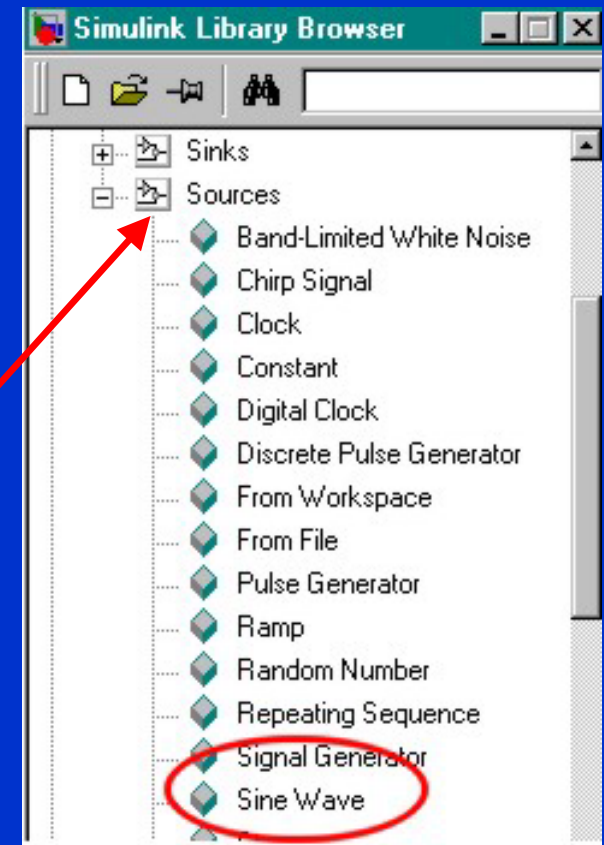 Simulink Library Browser
Sinks
Sources
Band-Limited White Noise
Chirp Signal
Clock
Constant
Digital Clock
Discrete Pulse Generator
From Workspace
From File
Pulse Generator
Ramp
Random Number
Repeating Sequence
Signal Generator
Sine Wave